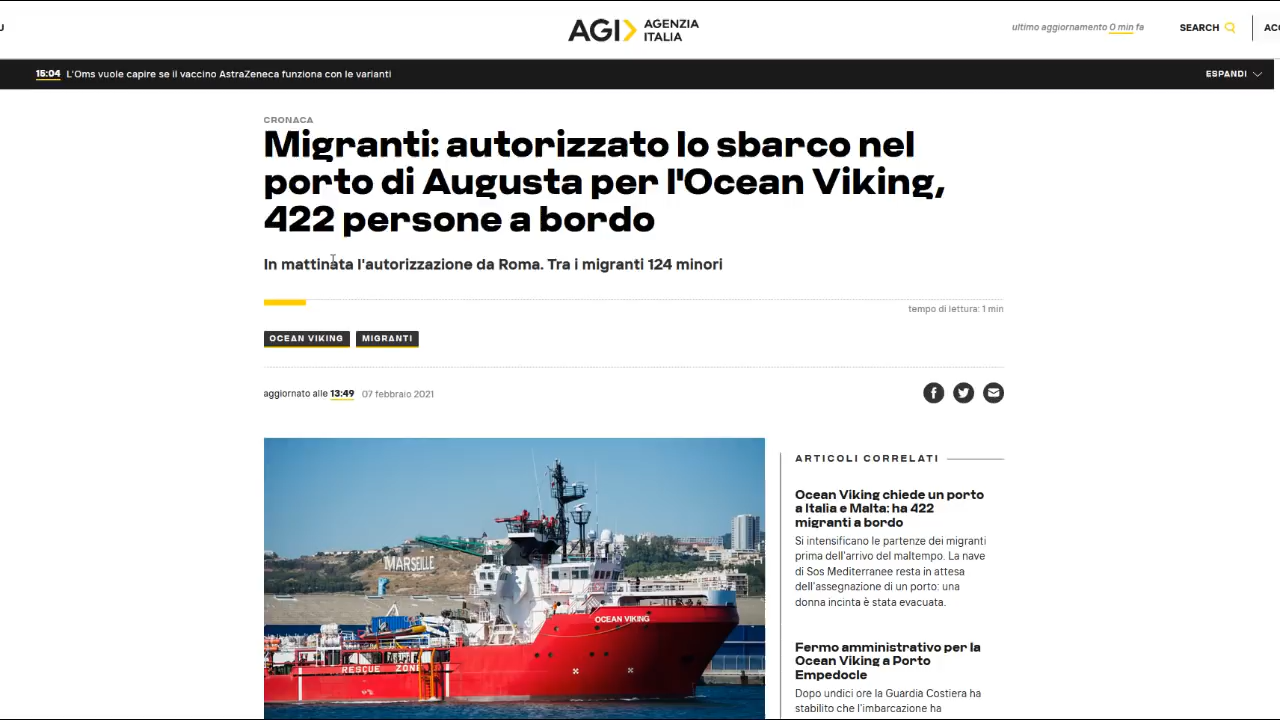 U
AGI> AGENZIA
ITALIA
ultimo aggiornamento 0 min fa
SEARCH
ACC
15:04 L'Oms vuole capire se il vaccino AstraZeneca funziona con le varianti
ESPANDI
CRONACA
Migranti: autorizzato lo sbarco nel
porto di Augusta per l'Ocean Viking,
422 persone a bordo
In mattinata l'autorizzazione da Roma. Tra i migranti 124 minori
tempo di lettura: 1 min
OCEAN VIKING
MIGRANTI
aggiornato alle 13:49 07 febbraio 2021
MARSEILLE
OCEAN VIKING
RESCUE ZONE
ARTICOLI CORRELATI
Ocean Viking chiede un porto
a Italia e Malta: ha 422
migranti a bordo
Si intensificano le partenze dei migranti
prima dell'arrivo del maltempo. La nave
di Sos Mediterranee resta in attesa
dell'assegnazione di un porto: una
donna incinta è stata evacuata.
Fermo amministrativo per la
Ocean Viking a Porto
Empedocle
Dopo undici ore la Guardia Costiera ha
stabilito che l'imbarcazione ha